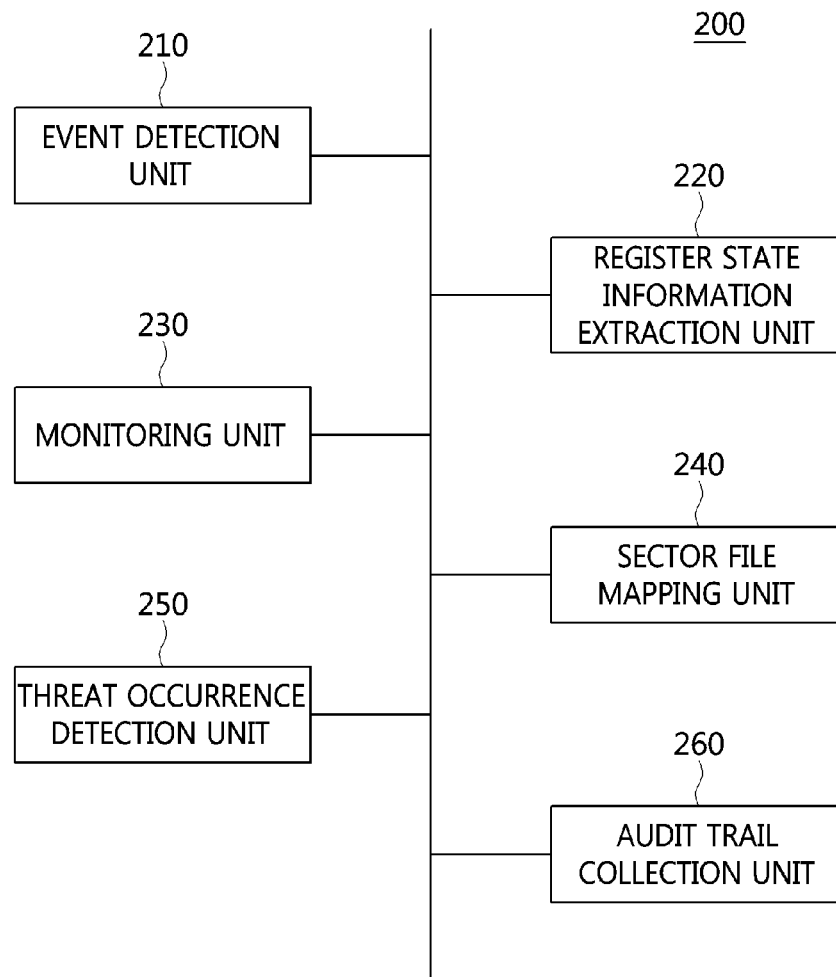 200
210
EVENT DETECTION
UNIT
220
REGISTER STATE
INFORMATION
EXTRACTION UNIT
230
MONITORING UNIT
240
SECTOR FILE
MAPPING UNIT
250
THREAT OCCURRENCE
DETECTION UNIT
260
AUDIT TRAIL
COLLECTION UNIT